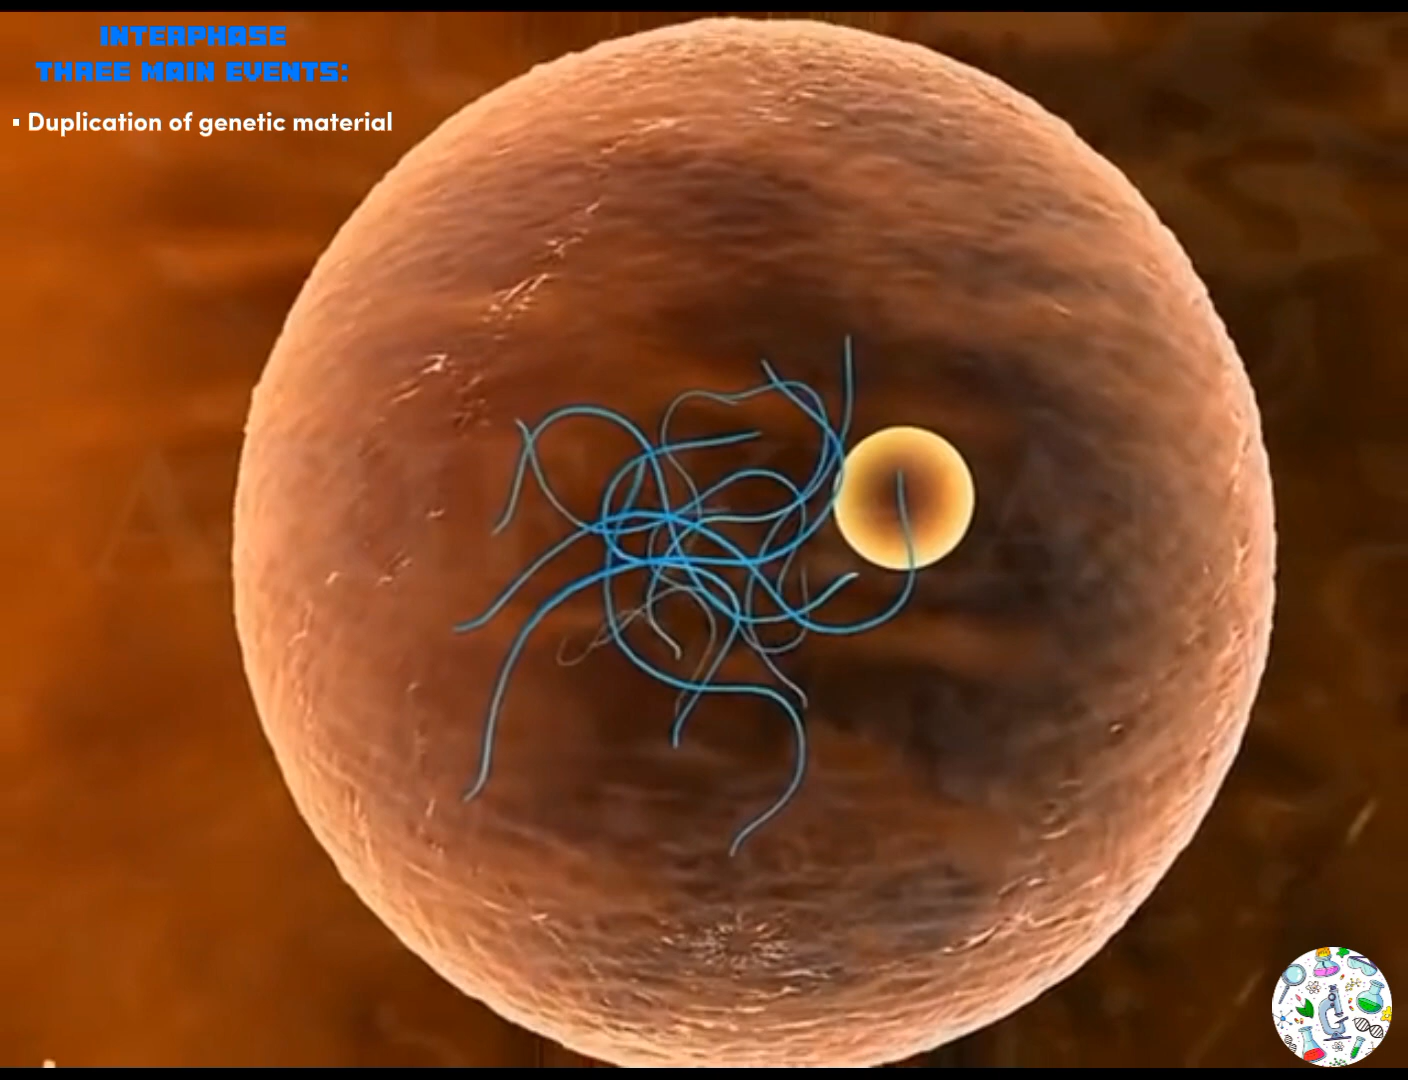 INTERPHASE
THREE MAIN EVENTS:
▪ Duplication of genetic material